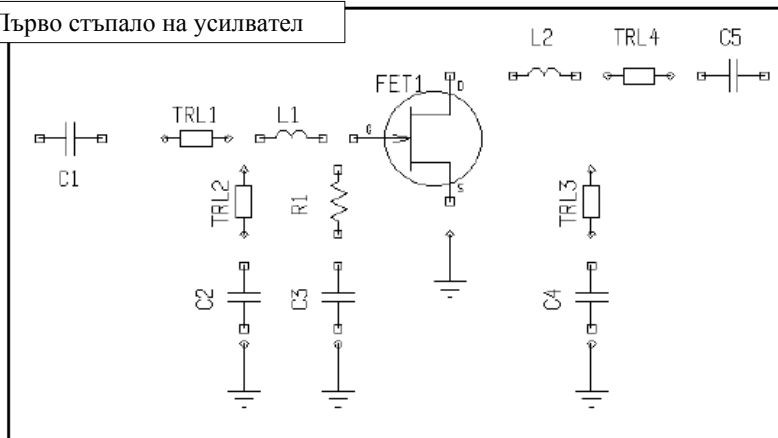 Първо стъпало на усилвател
L2 TRL4 C5
FET1
D
TRL1 L1 G
C1
S
TRL2 R1 TRL3
C2 C3 C4